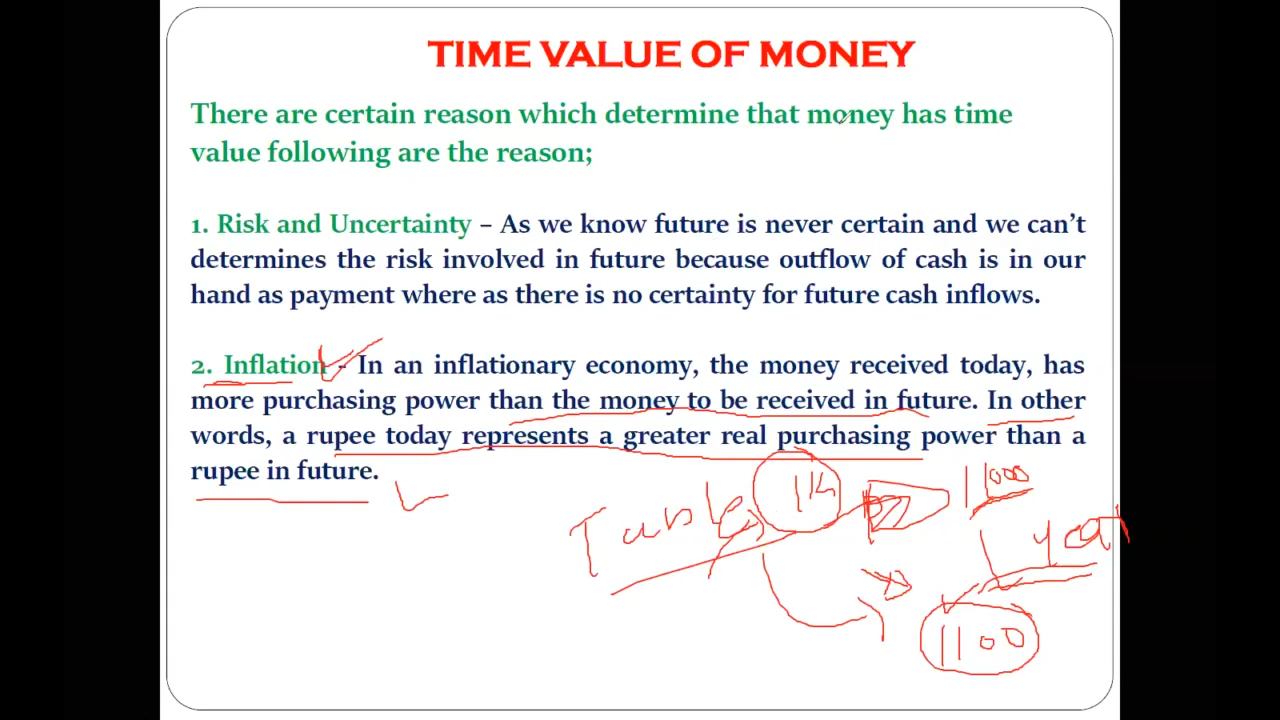 TIME VALUE OF MONEY
There are certain reason which determine that money has time
value following are the reason;
1. Risk and Uncertainty – As we know future is never certain and we can't
determines the risk involved in future because outflow of cash is in our
hand as payment where as there is no certainty for future cash inflows.
2. Inflation - In an inflationary economy, the money received today, has
more purchasing power than the money to be received in future. In other
words, a rupee today represents a greater real purchasing power than a
rupee in future.
Table
1 year
1100